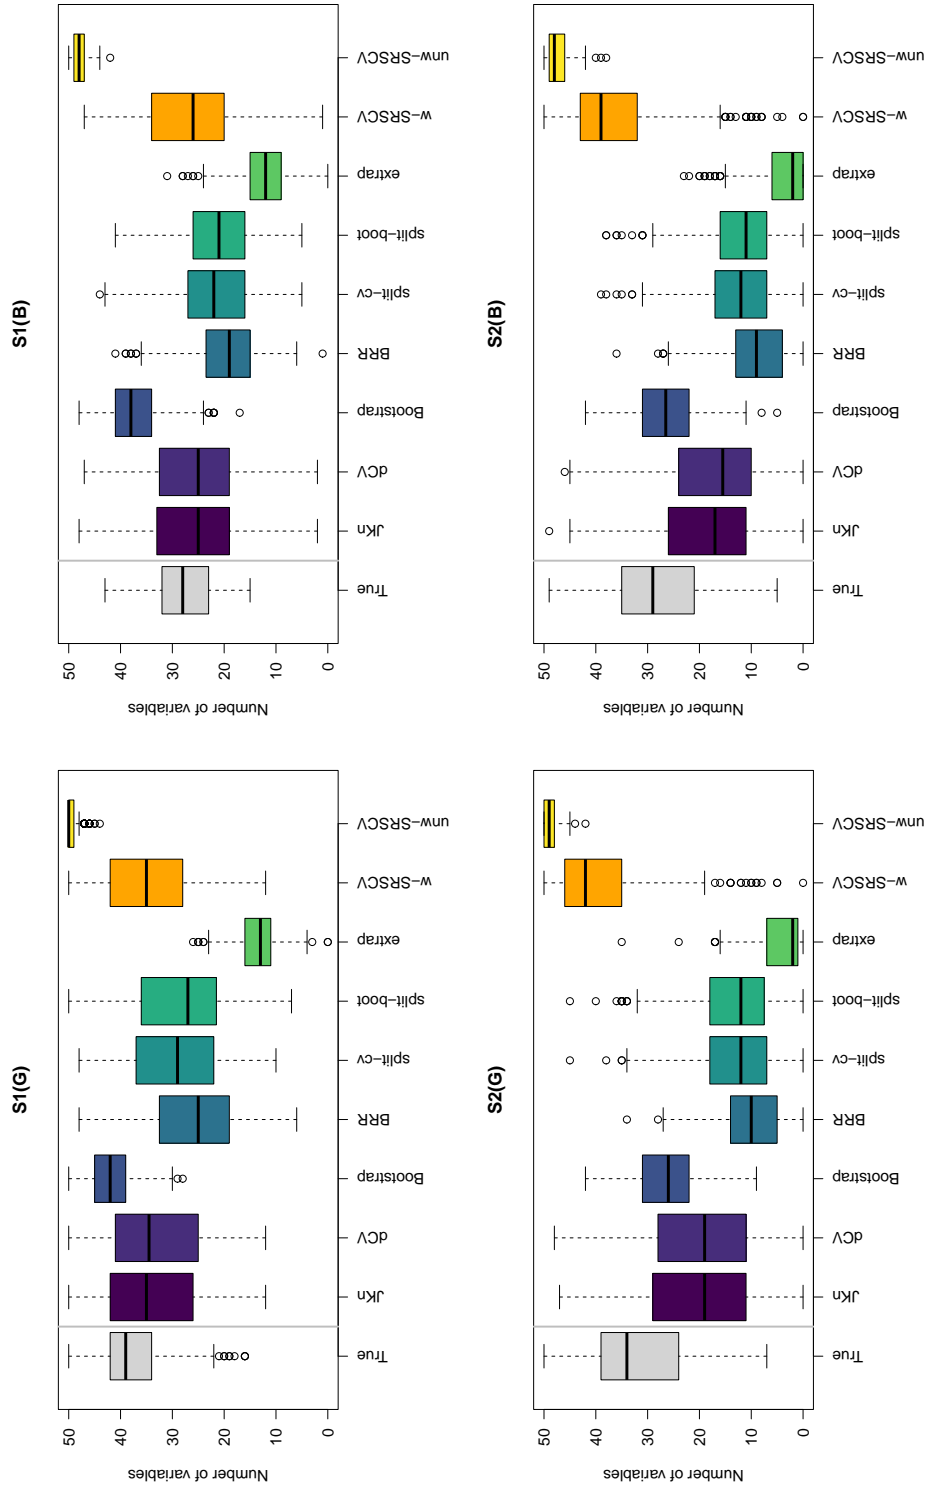 S1(G)
Number of variables
50
40
30
20
10
0
True
JKn
dCV
Bootstrap
BRR
split−cv
split−boot
extrap
w−SRSCV
unw−SRSCV
S1(B)
Number of variables
50
40
30
20
10
0
True
JKn
dCV
Bootstrap
BRR
split−cv
split−boot
extrap
w−SRSCV
unw−SRSCV
S2(G)
Number of variables
50
40
30
20
10
0
True
JKn
dCV
Bootstrap
BRR
split−cv
split−boot
extrap
w−SRSCV
unw−SRSCV
S2(B)
Number of variables
50
40
30
20
10
0
True
JKn
dCV
Bootstrap
BRR
split−cv
split−boot
extrap
w−SRSCV
unw−SRSCV